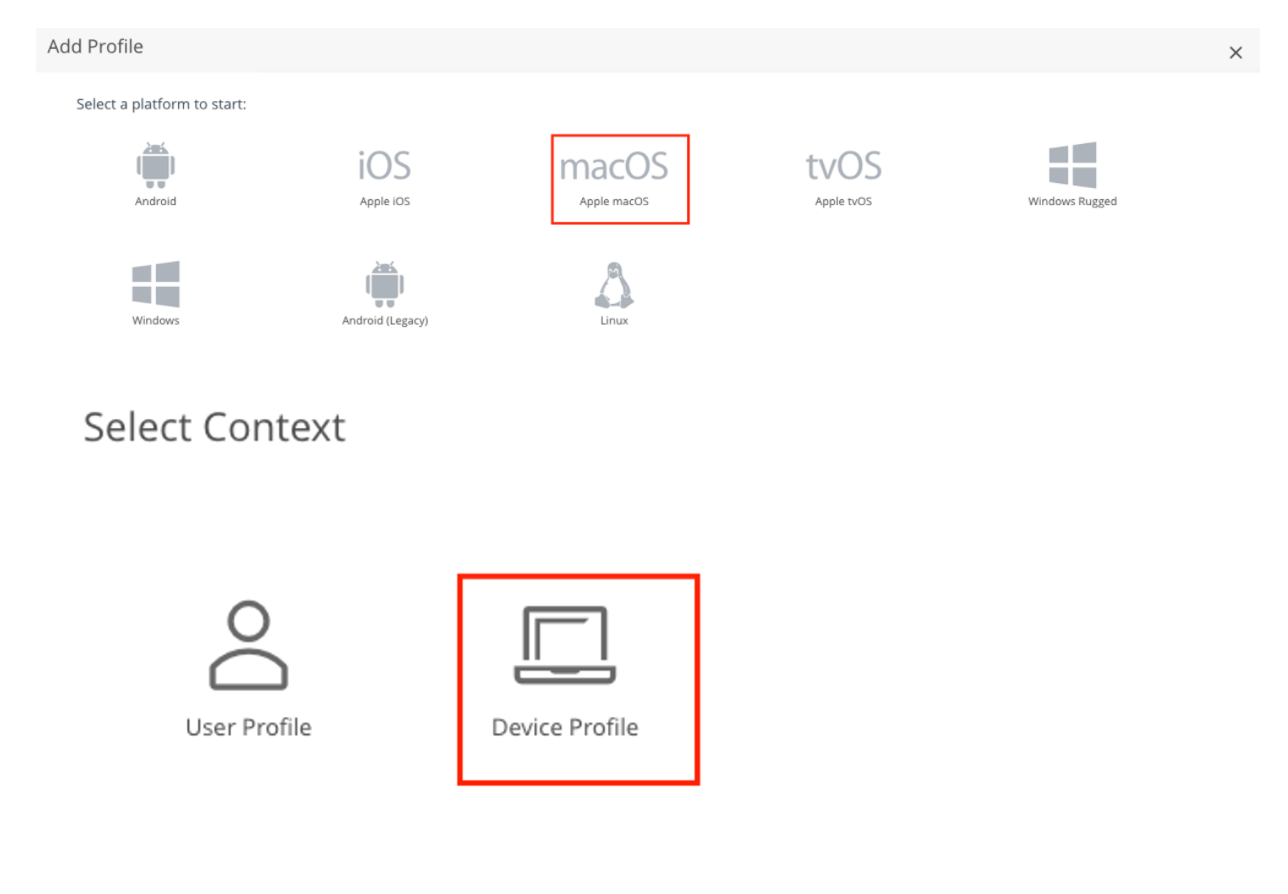 Add Profile
Select a platform to start:
iOS
macOS
tvOS
Android
Apple iOS
Apple macOS
Apple tvOS
Windows Rugged
Windows
Android (Legacy)
Linux
Select Context
User Profile
Device Profile